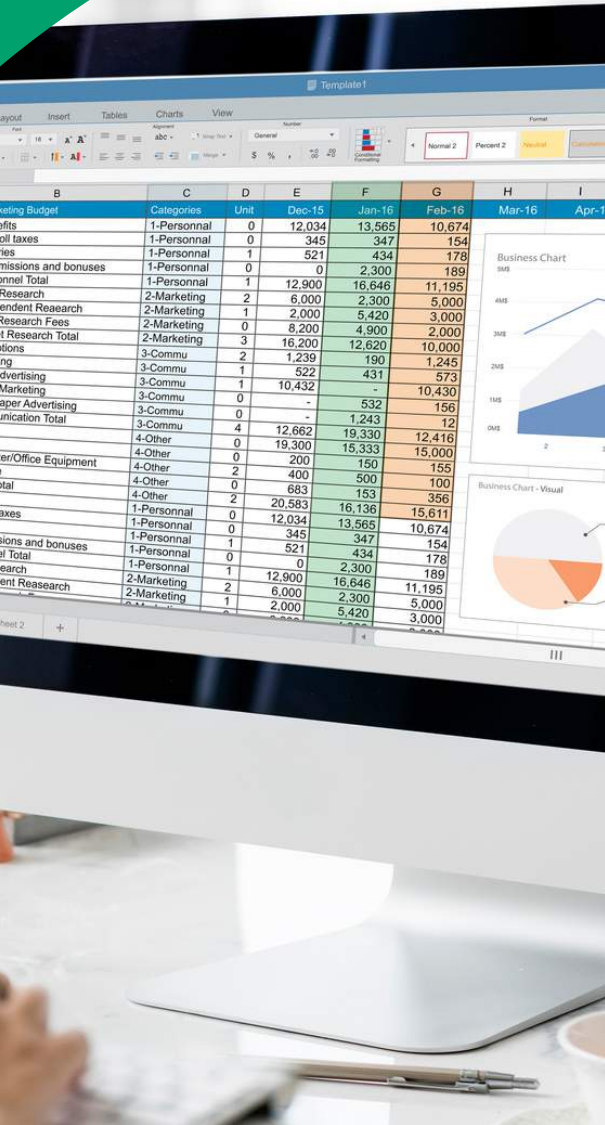 Template1
ayout Insert Tables Charts View
Font Alignment Number Format
16 A A abc Wrap Text General Normal 2 Percent 2 Neutral Calculation
A Merge $ % , Conditional Formatting
B C D E F G H I
keting Budget Categories Unit Dec-15 Jan-16 Feb-16 Mar-16 Apr-1
efits 1-Personnal 0 12,034 13,565 10,674
oll taxes 1-Personnal 0 345 347 154
ries 1-Personnal 1 521 434 178
missions and bonuses 1-Personnal 0 0 2,300 189
onnel Total 1-Personnal 1 12,900 16,646 11,195
Research 2-Marketing 2 6,000 2,300 5,000
endent Reaearch 2-Marketing 1 2,000 5,420 3,000
Research Fees 2-Marketing 0 8,200 4,900 2,000
t Research Total 2-Marketing 3 16,200 12,620 10,000
otions 3-Commu 2 1,239 190 1,245
ng 3-Commu 1 522 431 573
dvertising 3-Commu 1 10,432 - 10,430
Marketing 3-Commu 0 - 532 156
aper Advertising 3-Commu 0 - 1,243 12
unication Total 3-Commu 4 12,662 19,330 12,416
4-Other 0 19,300 15,333 15,000
4-Other 0 200 150 155
er/Office Equipment 4-Other 2 400 500 100
e 4-Other 0 683 153 356
otal 4-Other 2 20,583 16,136 15,611
1-Personnal 0 12,034 13,565 10,674
axes 1-Personnal 0 345 347 154
1-Personnal 1 521 434 178
sions and bonuses 1-Personnal 0 0 2,300 189
el Total 1-Personnal 1 12,900 16,646 11,195
earch 2-Marketing 2 6,000 2,300 5,000
ent Reasearch 2-Marketing 1 2,000 5,420 3,000
Business Chart
5M$
4M$
3M$
2M$
1M$
0M$
2 3
Business Chart - Visual
heet 2 +